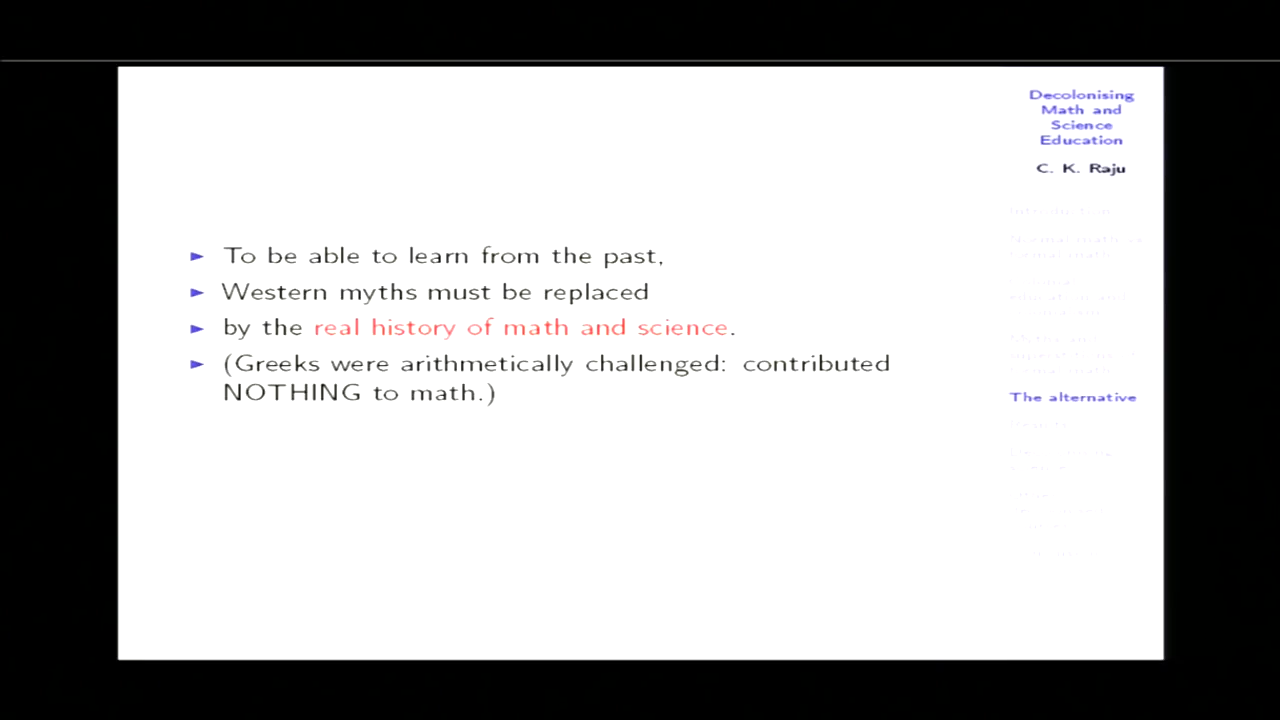 Decolonising
Math and
Science
Education
C. K. Raju
To be able to learn from the past,
Western myths must be replaced
by the real history of math and science.
(Greeks were arithmetically challenged: contributed
NOTHING to math.)
The alternative